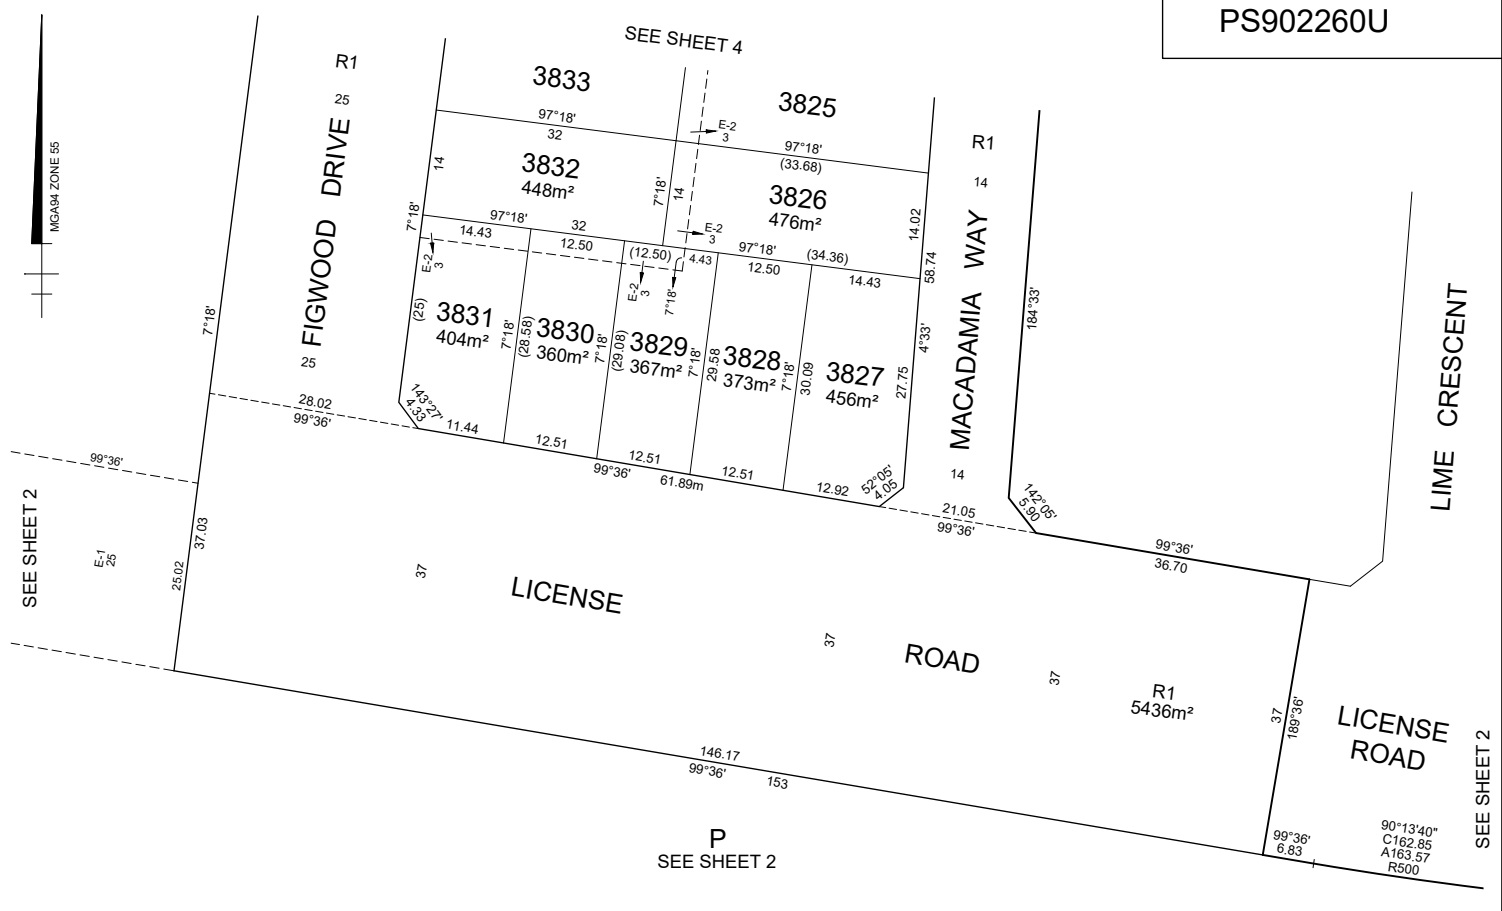 PS902260U
SEE SHEET 4
MGA94 ZONE 55
R1
25
FIGWOOD DRIVE
25
7°18'
3833
97°18'
32
3832
448m²
14
7°18'
7°18'
14
97°18'
32
3825
97°18'
(33.68)
3826
476m²
14.02
97°18'
(34.36)
E-2
3
E-2
3
E-2
3
E-2
3
14.43
12.50
(12.50)
4.43
12.50
14.43
7°18'
(25)
3831
404m²
7°18'
(28.58)
3830
360m²
7°18'
(29.08)
3829
367m²
7°18'
29.58
3828
373m²
7°18'
30.09
3827
456m²
27.75
4°33'
58.74
R1
14
MACADAMIA WAY
14
184°33'
LIME CRESCENT
28.02
99°36'
143°27'
4.33
11.44
12.51
12.51
12.51
12.92
99°36'
61.89m
52°05'
4.05
21.05
99°36'
142°05'
5.90
99°36'
36.70
99°36'
SEE SHEET 2
E-1
25
37.03
25.02
37
LICENSE ROAD
37
37
R1
5436m²
37
189°36'
LICENSE
ROAD
SEE SHEET 2
146.17
99°36'
153
P
SEE SHEET 2
99°36'
6.83
90°13'40"
C162.85
A163.57
R500